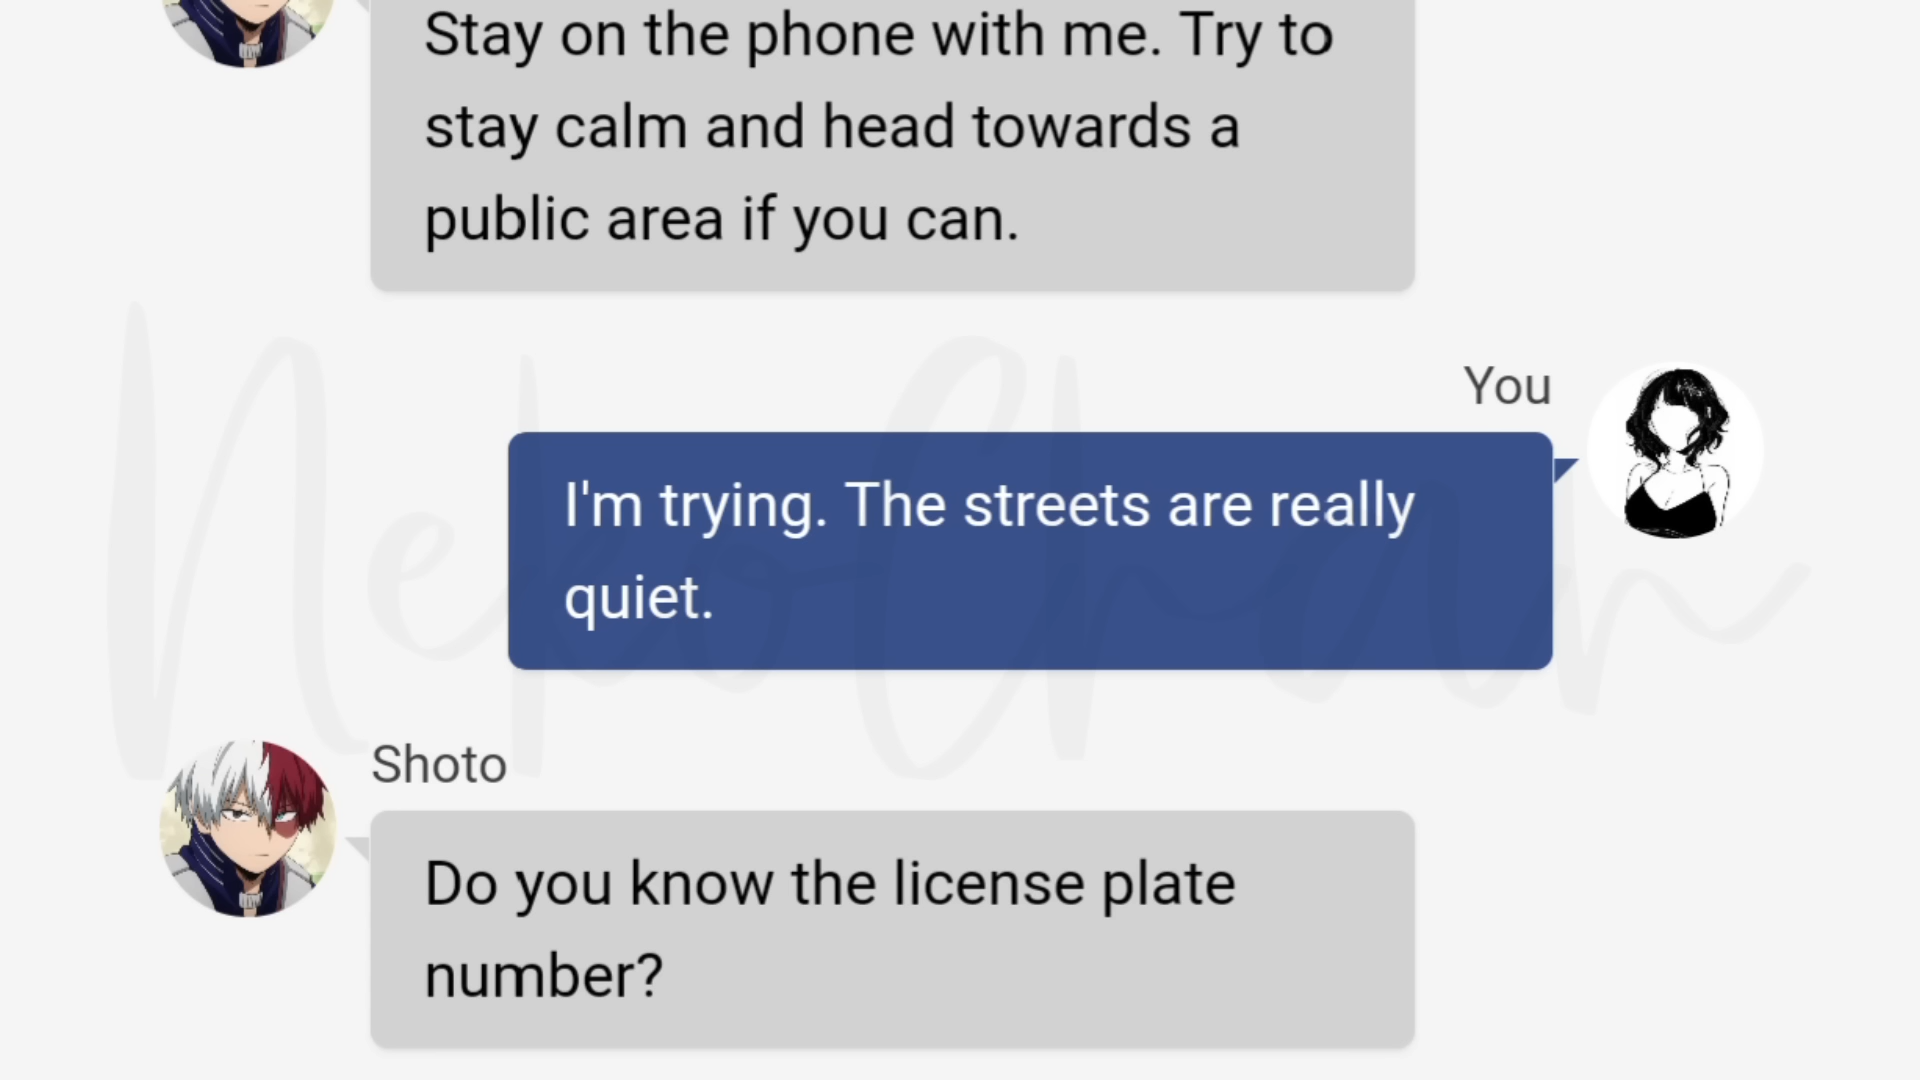 Stay on the phone with me. Try to
stay calm and head towards a
public area if you can.
You
I'm trying. The streets are really
quiet.
Shoto
Do you know the license plate
number?
NekoChan